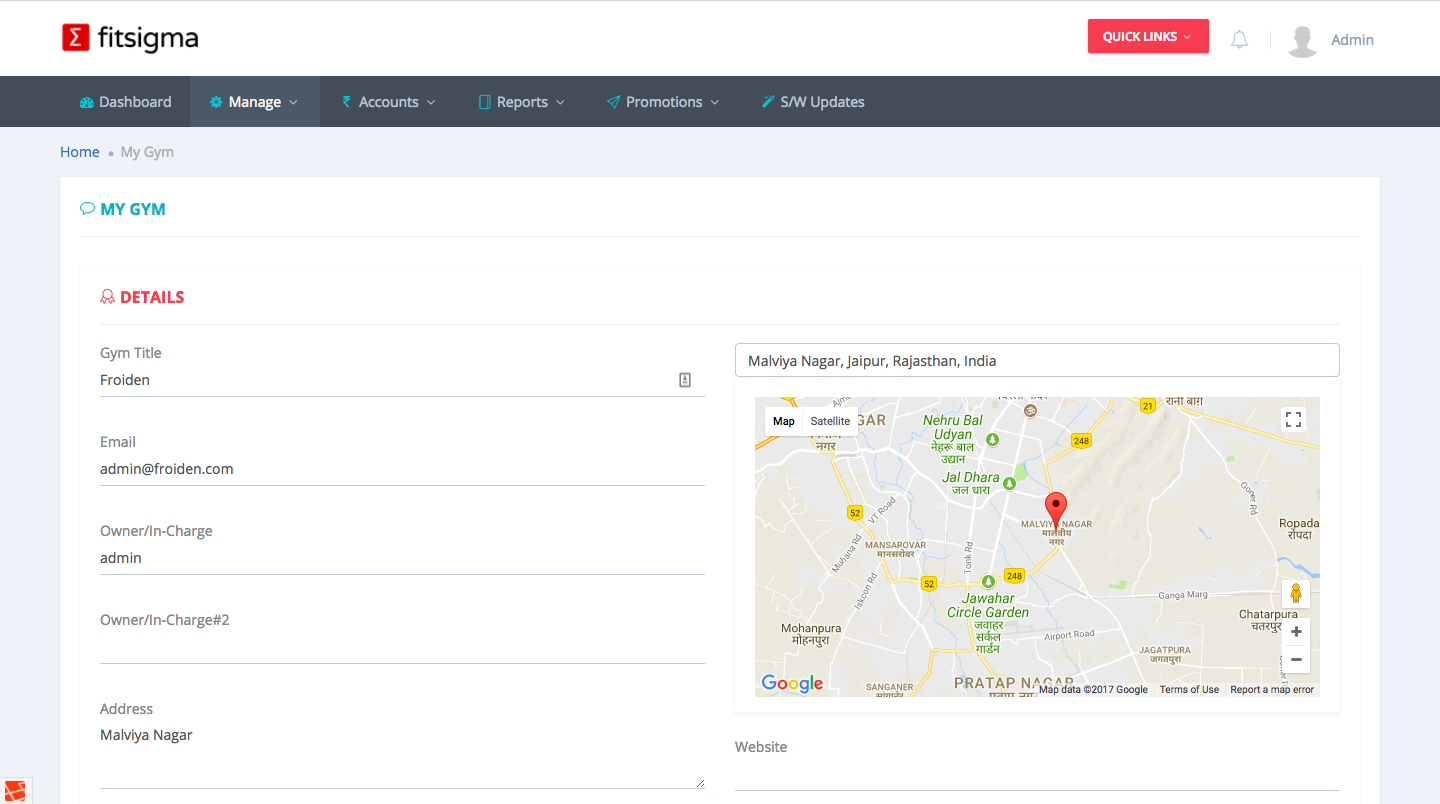 Σ fitsigma
QUICK LINKS
Admin
Dashboard
Manage
₹ Accounts
Reports
Promotions
S/W Updates
Home • My Gym
MY GYM
DETAILS
Gym Title
Froiden
Email
admin@froiden.com
Owner/In-Charge
admin
Owner/In-Charge#2
Address
Malviya Nagar
Malviya Nagar, Jaipur, Rajasthan, India
Map
Satellite
नगर
Nehru Bal
Udyan
नेहरू बाल
उद्यान
21
रानी बाग़
248
Jal Dhara
जल धारा
Goner Rd
52
VT Road
MALVIYA NAGAR
मालवीय
नगर
Ropada
रोपदा
MANSAROVAR
मानसरोवर
Muhana Rd
Tonk Rd
Iskcon Rd
52
248
Jawahar
Circle Garden
जवाहर
सर्कल
गार्डन
Ganga Marg
Chatarpura
चतरपुरा
Mohanpura
मोहनपुरा
Airport Road
JAGATPURA
जगतपुरा
SANGANER
सांगानेर
PRATAP NAGAR
Google
Map data ©2017 Google
Terms of Use
Report a map error
Website